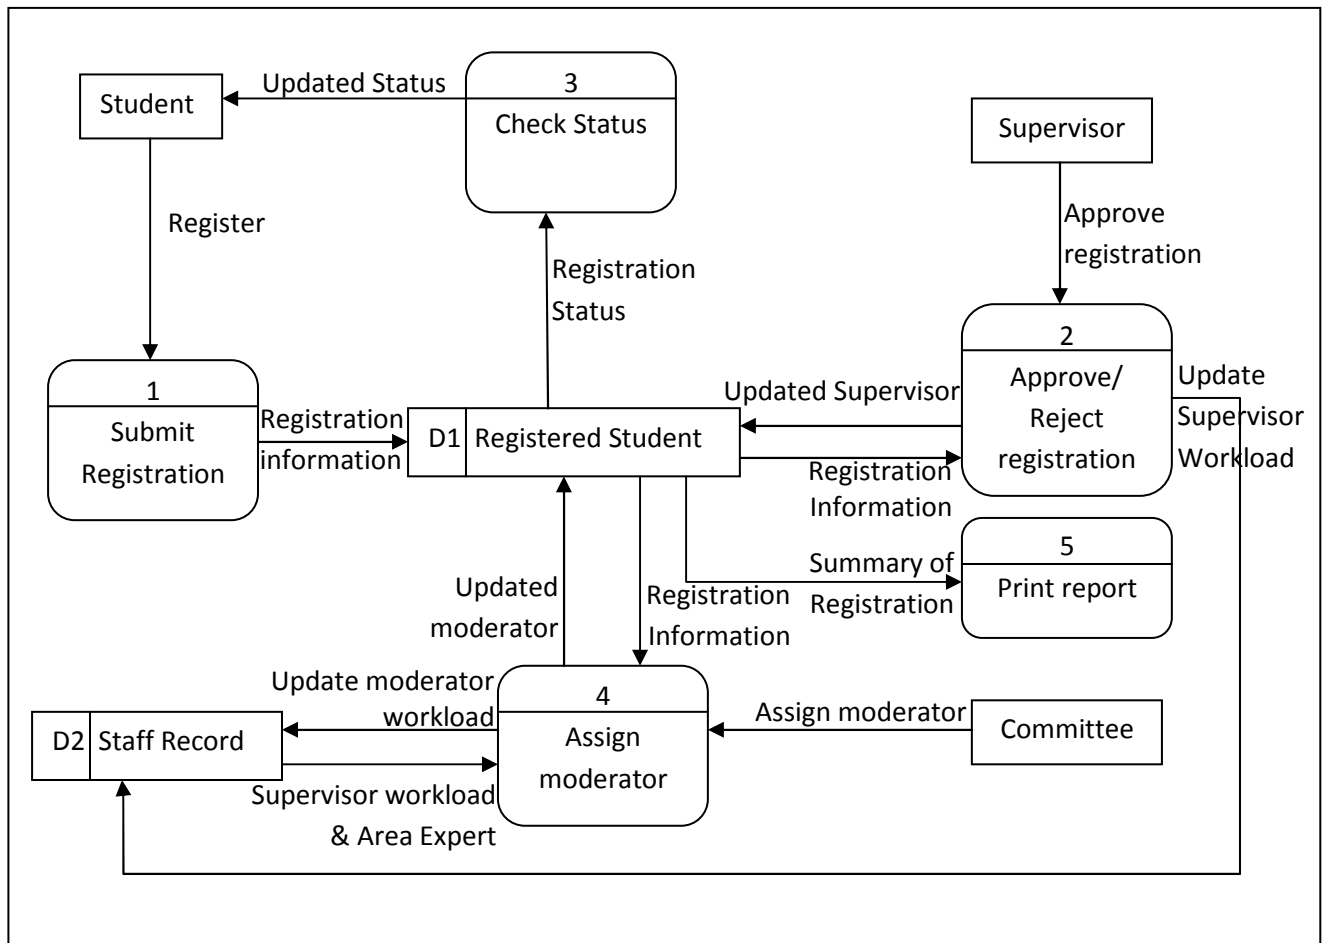 Student
Updated Status
3
Check Status
Supervisor
Register
Approve
registration
Registration
Status
1
Submit
Registration
Registration
information
D1 Registered Student
Updated Supervisor
2
Approve/
Reject
registration
Update
Supervisor
Workload
Registration
Information
5
Print report
Summary of
Registration
Updated
moderator
Registration
Information
Update moderator
workload
4
Assign
moderator
Assign moderator
Committee
D2 Staff Record
Supervisor workload
& Area Expert